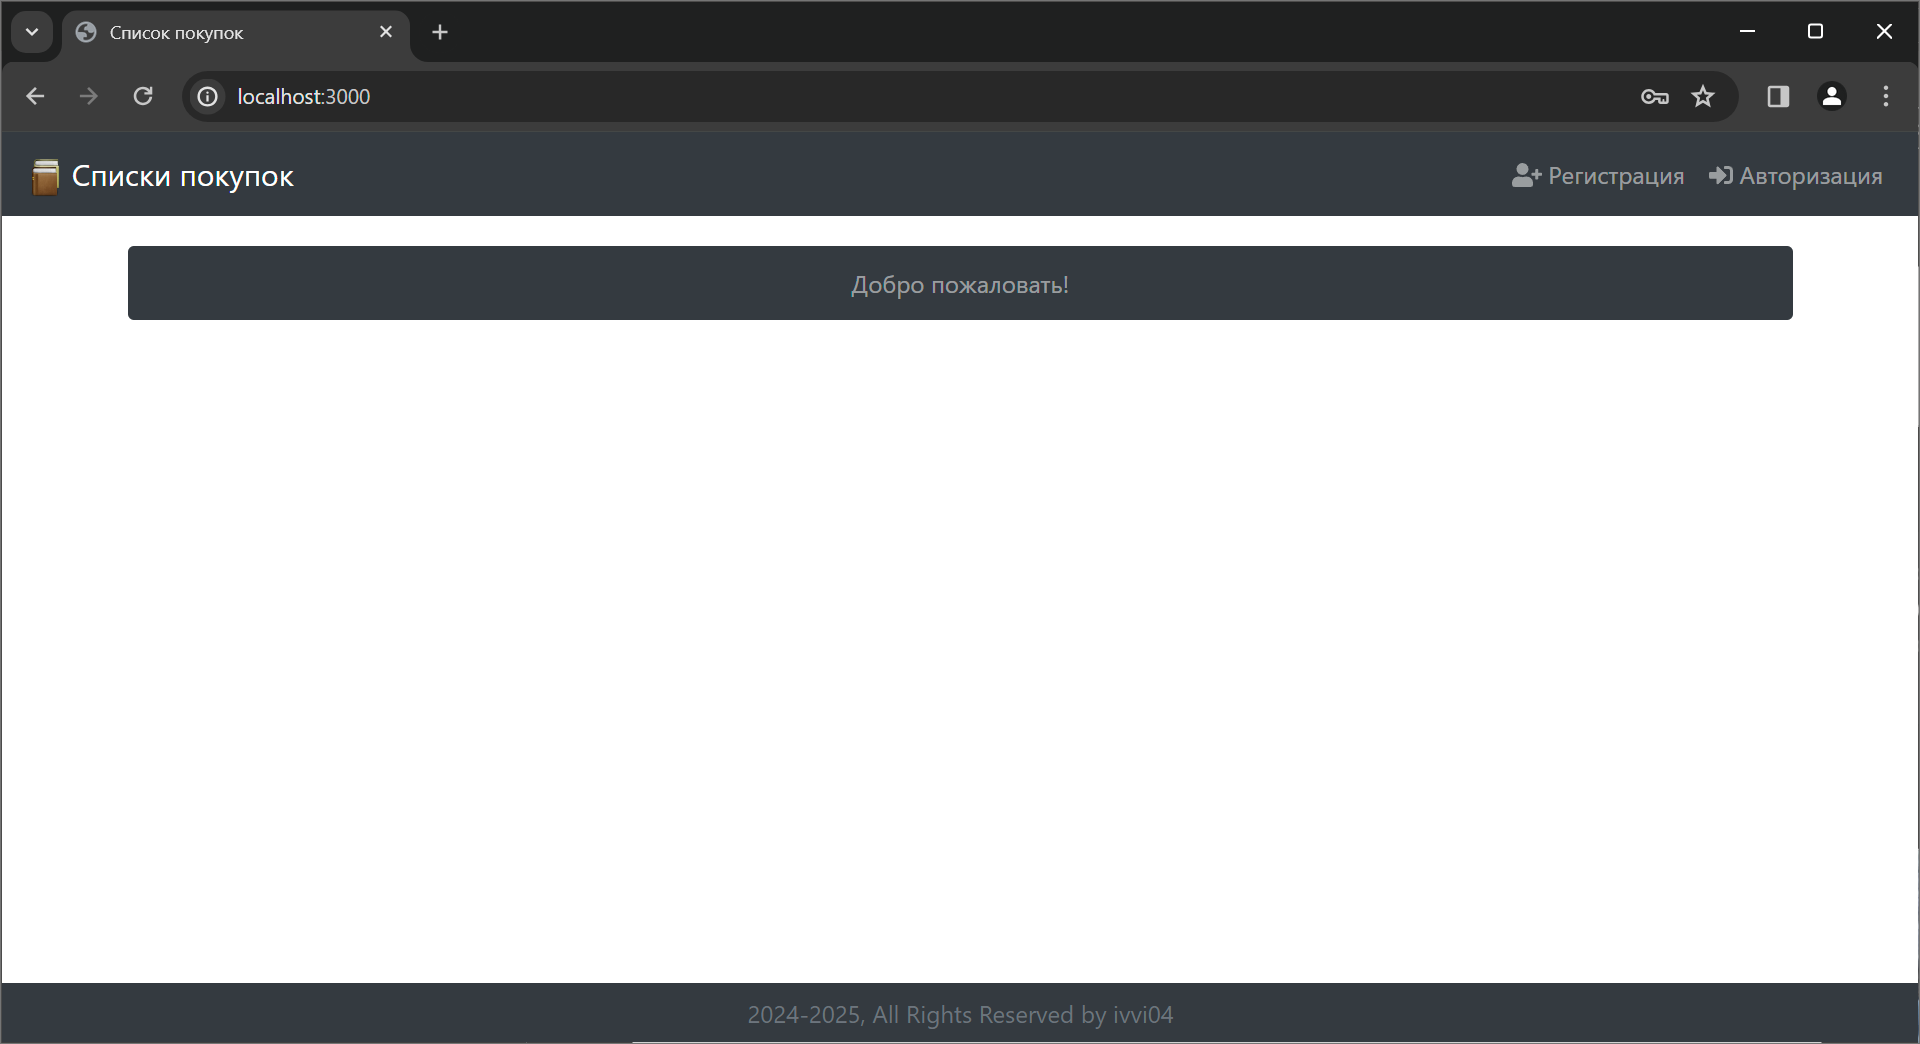 Список покупок
localhost:3000
Списки покупок
Регистрация
Авторизация
Добро пожаловать!
2024-2025, All Rights Reserved by ivvi04